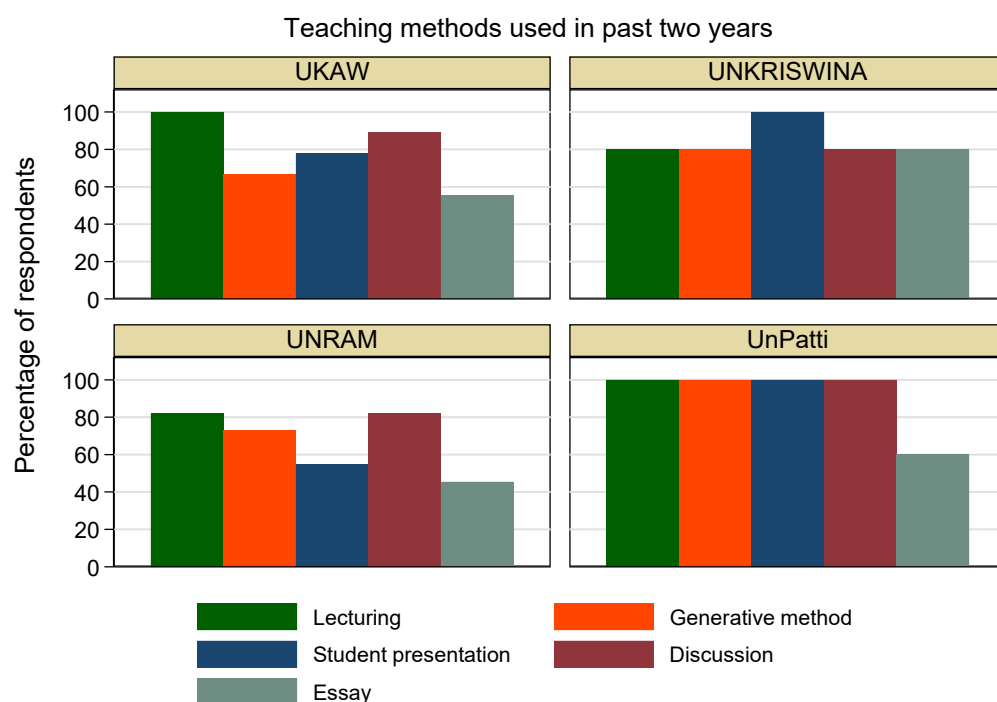 Teaching methods used in past two years
UKAW
UNKRISWINA
Percentage of respondents
100
80
60
40
20
0
UNRAM
UnPatti
100
80
60
40
20
0
Lecturing
Generative method
Student presentation
Discussion
Essay